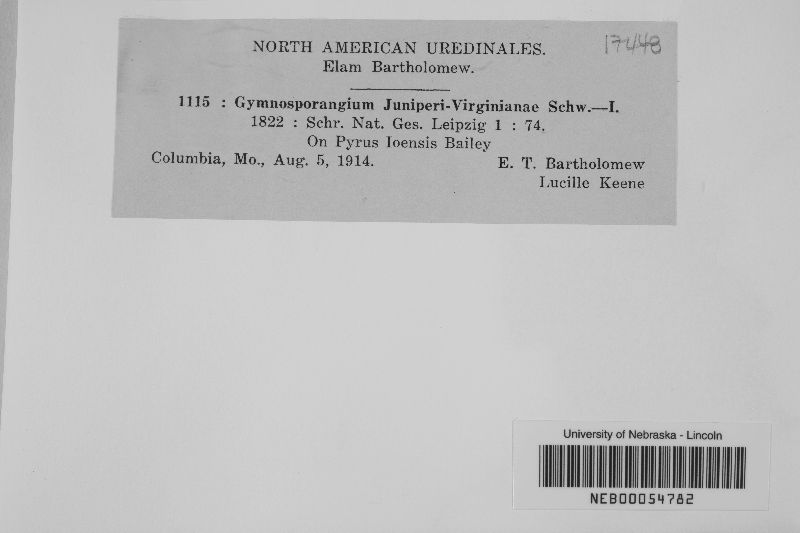 NORTH AMERICAN UREDINALES. 17448
Elam Bartholomew.
1115 : Gymnosporangium Juniperi-Virginianae Schw.—I.
1822 : Schr. Nat. Ges. Leipzig 1 : 74.
On Pyrus Ioensis Bailey
Columbia, Mo., Aug. 5, 1914. E. T. Bartholomew
Lucille Keene
University of Nebraska - Lincoln
NEB00054782